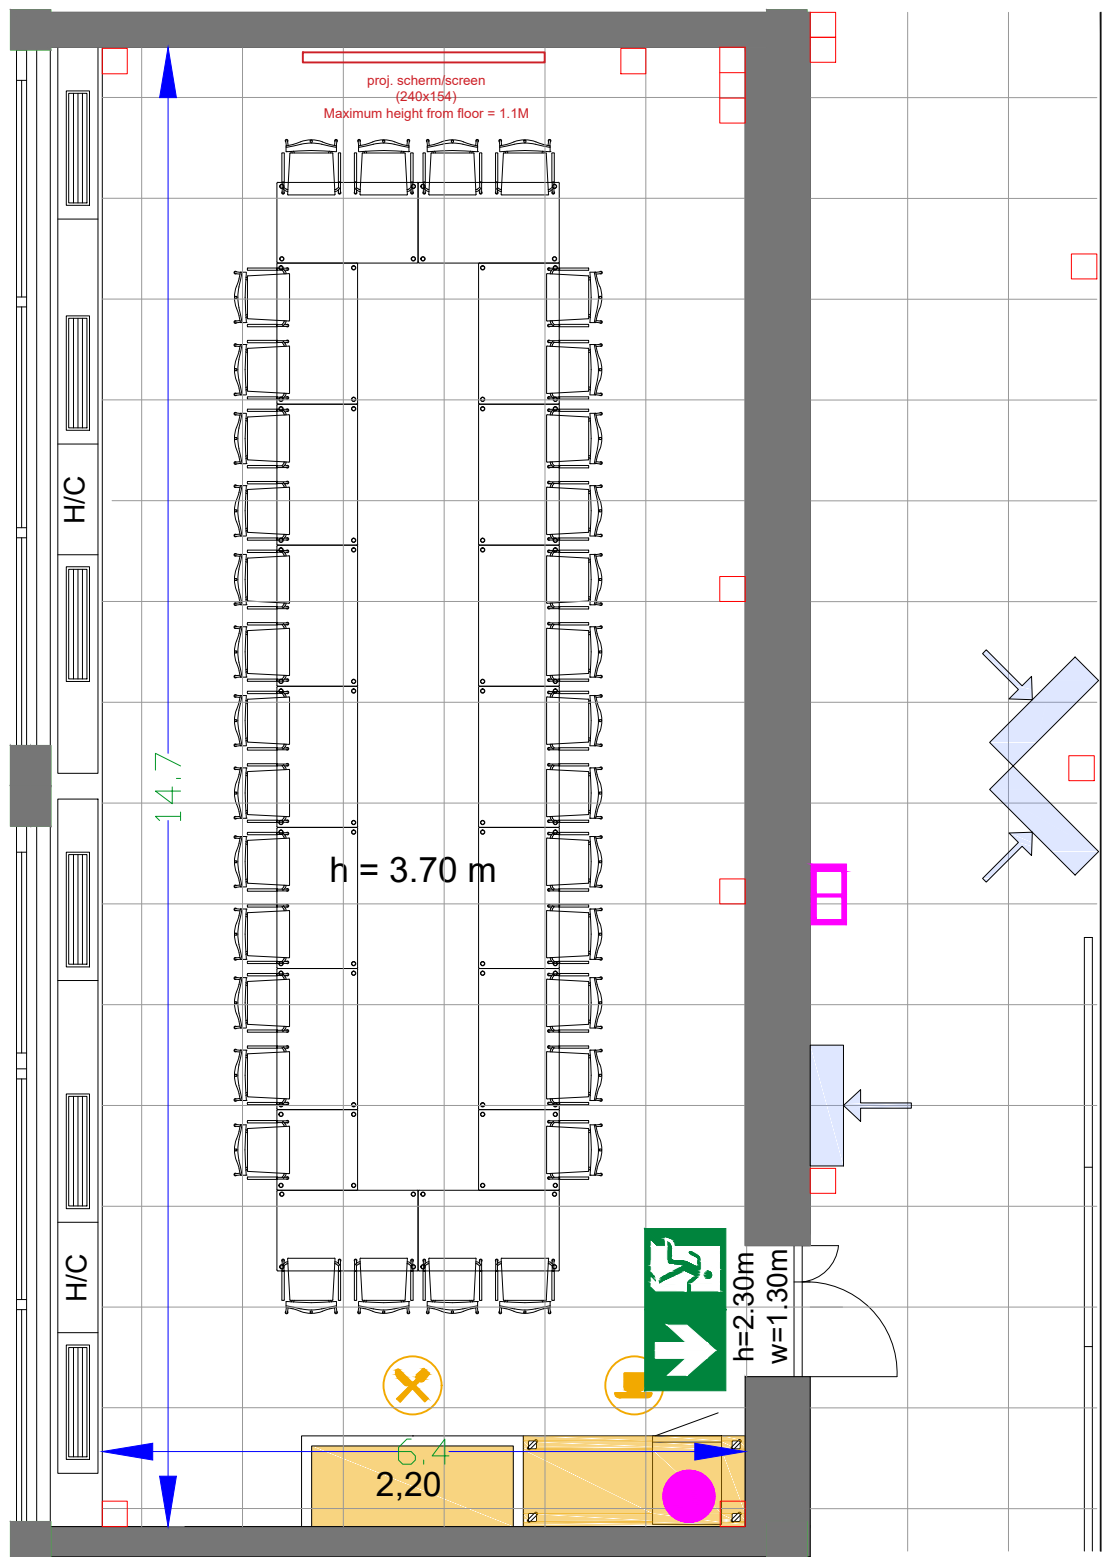 proj. scherm/screen
(240x154)
Maximum height from floor = 1.1M
H/C
14,7
h = 3.70 m
H/C
h=2.30m
w=1.30m
6,4
2,20